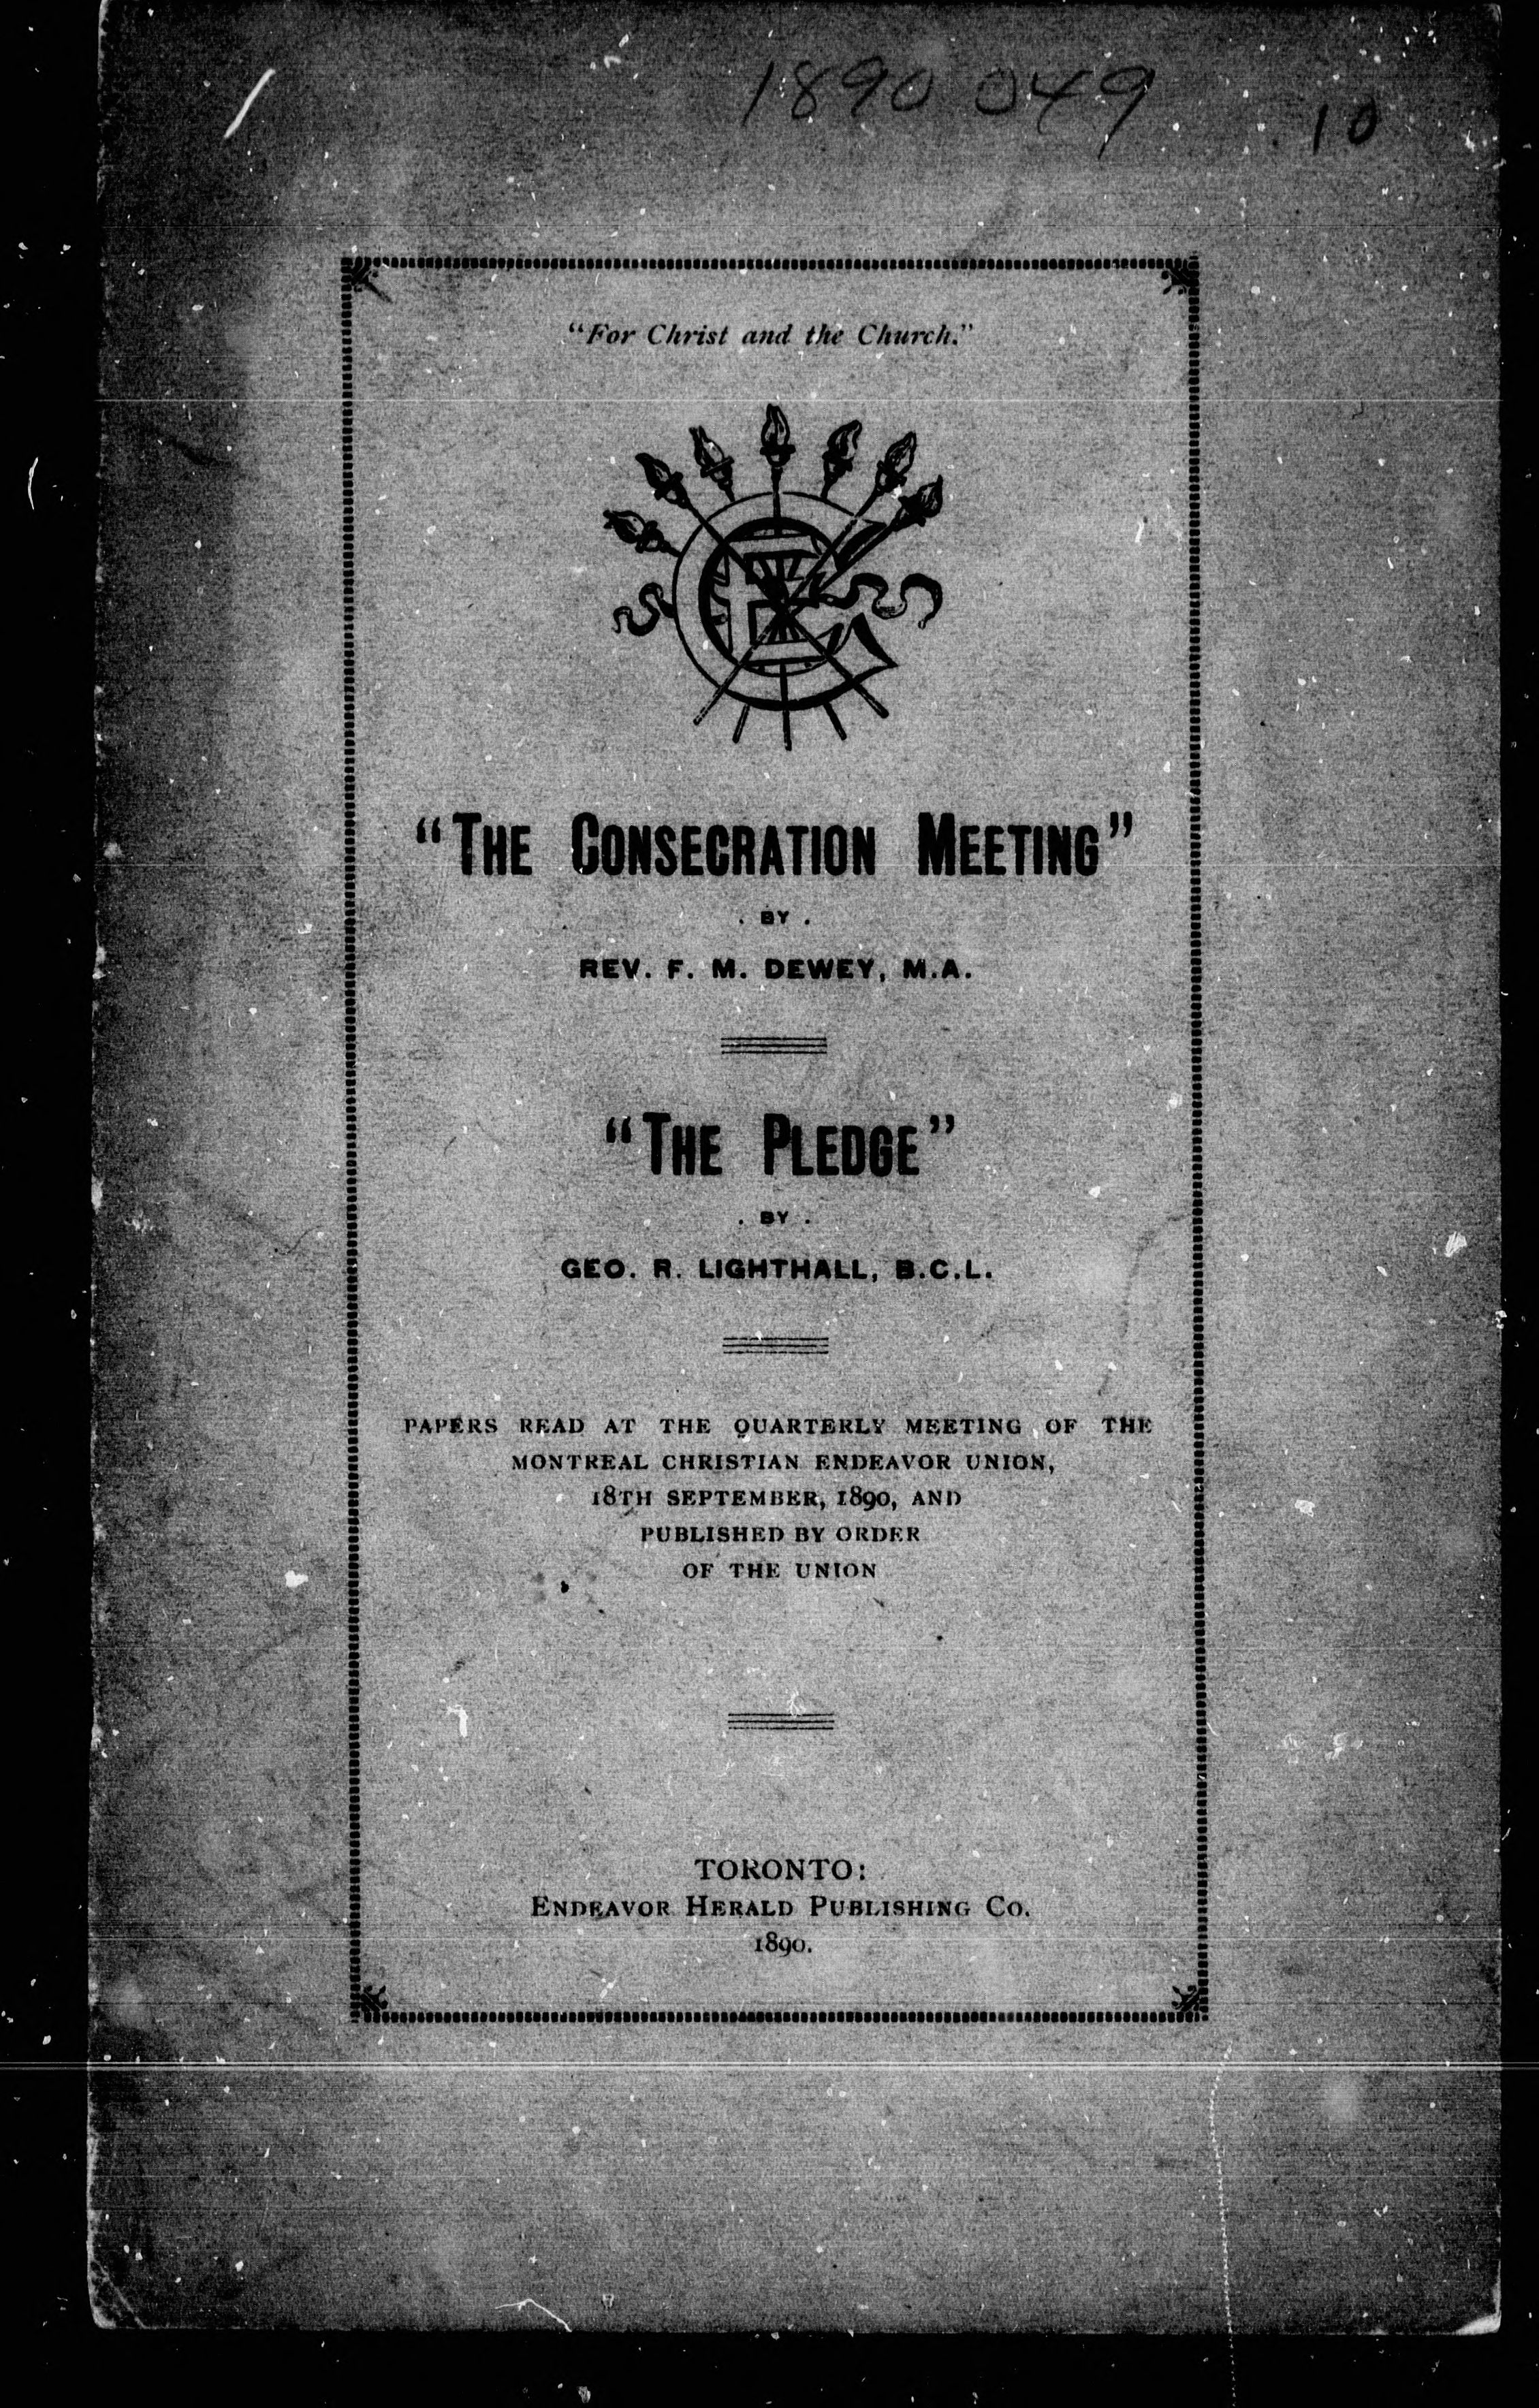 1890 049 10
"For Christ and the Church."
"THE CONSECRATION MEETING"
. BY .
REV. F. M. DEWEY, M.A.
"THE PLEDGE"
. BY .
GEO. R. LIGHTHALL, B.C.L.
PAPERS READ AT THE QUARTERLY MEETING OF THE
MONTREAL CHRISTIAN ENDEAVOR UNION,
18TH SEPTEMBER, 1890, AND
PUBLISHED BY ORDER
OF THE UNION
TORONTO:
ENDEAVOR HERALD PUBLISHING CO.
1890.